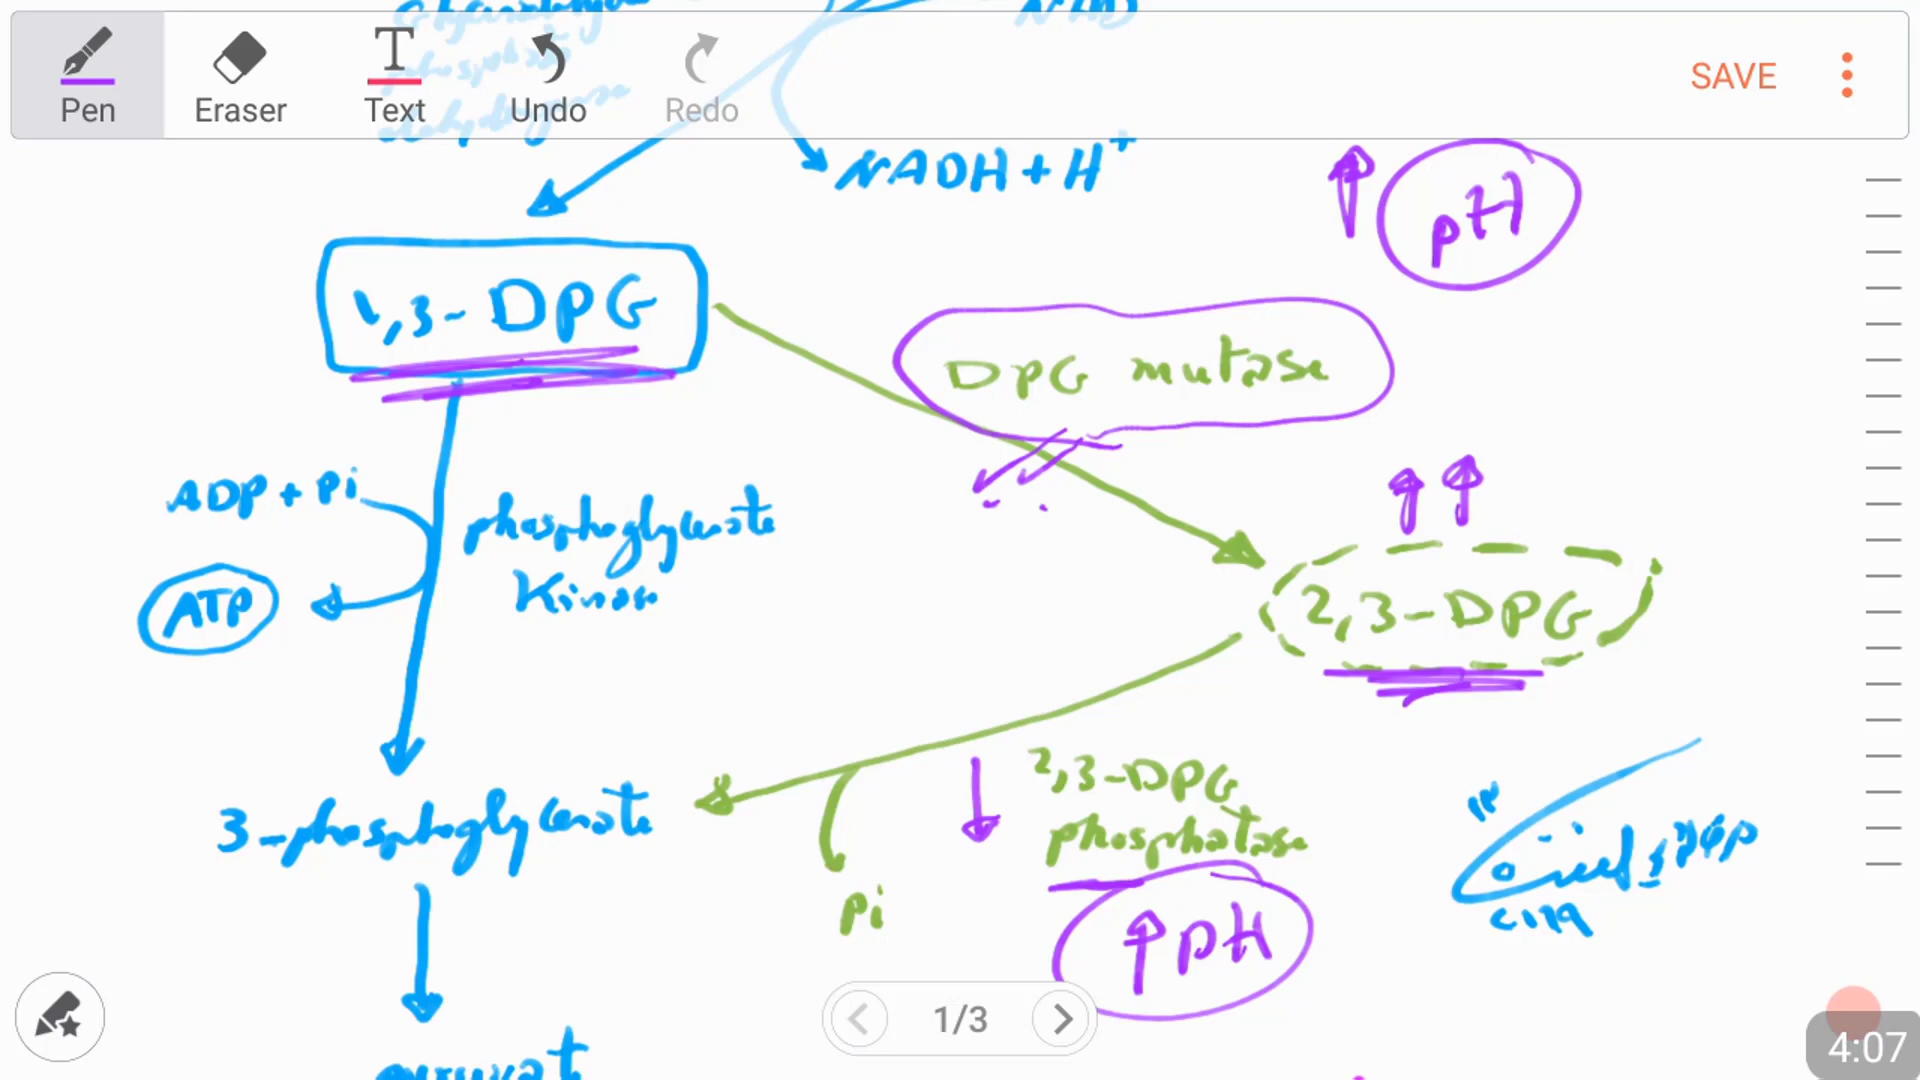 Pen
Eraser
Text
Undo
Redo
SAVE
NADH + H+
pH
1,3-DPG
DPG mutase
ADP + Pi
phosphoglycerate
Kinase
ATP
2,3-DPG
2,3-DPG
phosphatase
3-phosphoglycerate
Pi
pH
1/3
4:07